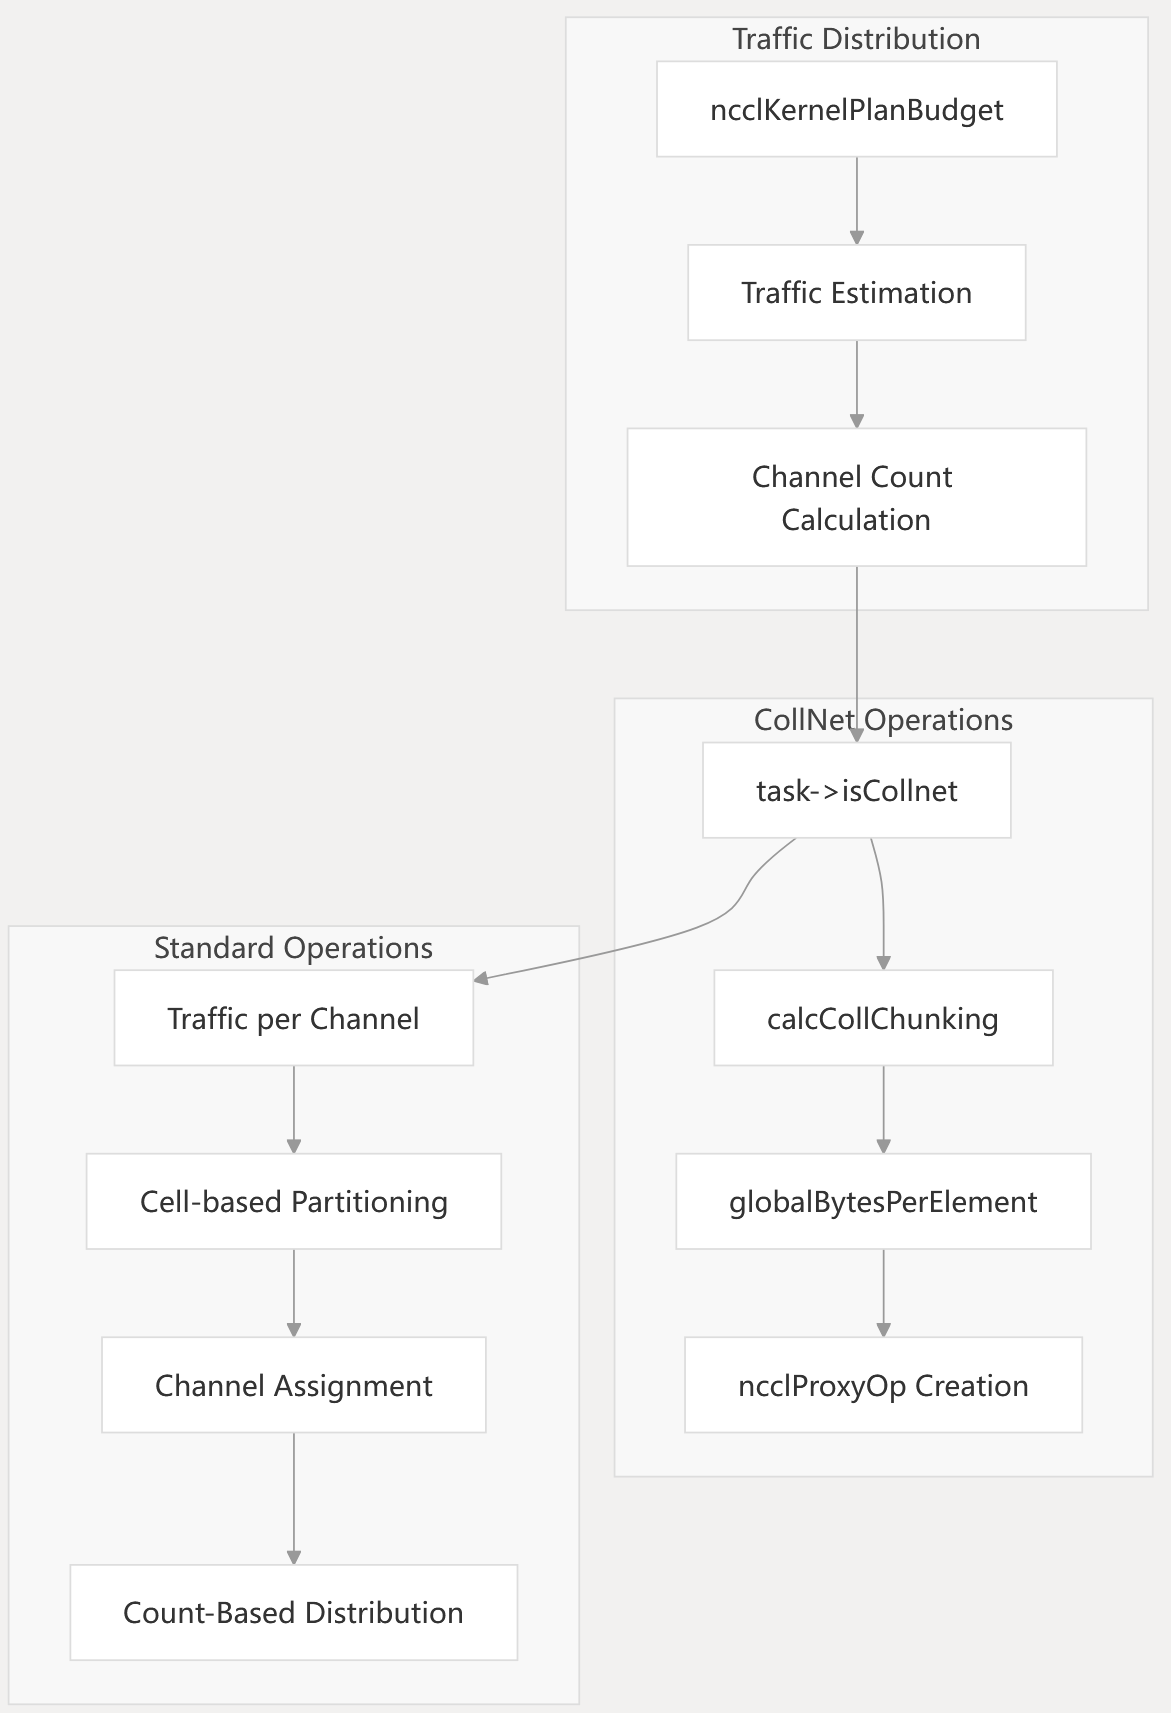 Traffic Distribution
ncclKernelPlanBudget
Traffic Estimation
Channel Count
Calculation
CollNet Operations
task->isCollnet
Standard Operations
Traffic per Channel
calcCollChunking
Cell-based Partitioning
globalBytesPerElement
Channel Assignment
ncclProxyOp Creation
Count-Based Distribution